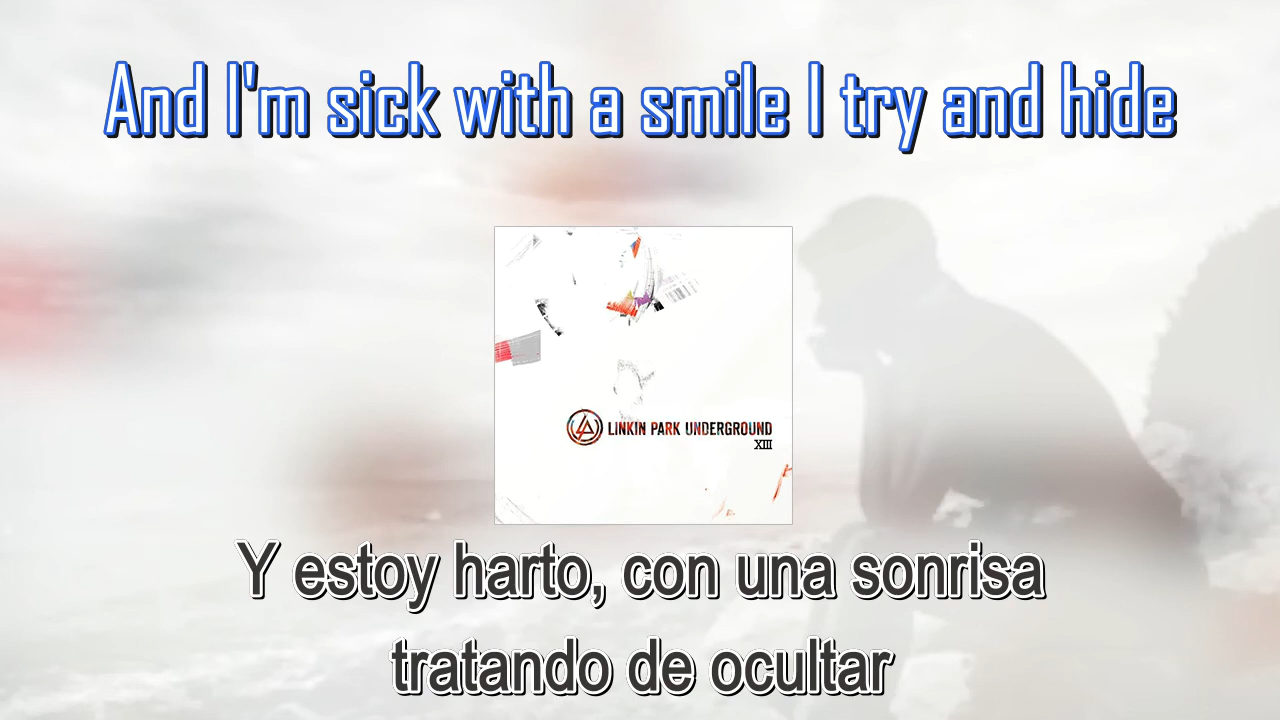 And I'm sick with a smile I try and hide
LINKIN PARK UNDERGROUND
XIII
Y estoy harto, con una sonrisa
tratando de ocultar